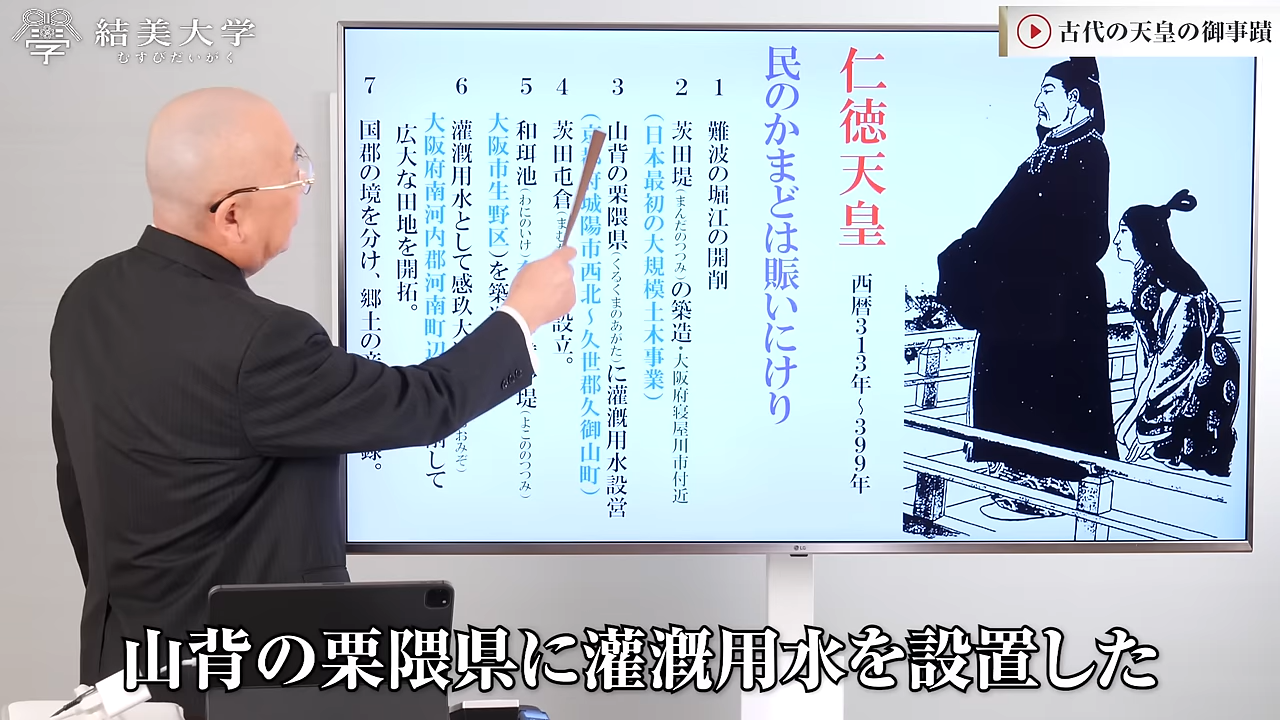 結美大学
むすびたいがく
古代の天皇の御事蹟
仁徳天皇
西暦313年～399年
民のかまどは賑いにけり
1 難波の堀江の開削
2 茨田堤(まんだのつつみ)の築造・大阪府寝屋川市付近
(日本最初の大規模土木事業)
3 山背の栗隈県(くるくまのあがた)に灌漑用水設営
府城陽市西北～久世郡久御山町)
4 茨田屯倉 設立。
5 和珥池(わにのいけ)
堤(よこののつつみ)
大阪市生野区)を築
6 灌漑用水として感玖大
大阪府南河内郡河南町辺
して
広大な田地を開拓。
7 国郡の境を分け、郷土の
LG
山背の栗隈県に灌漑用水を設置した